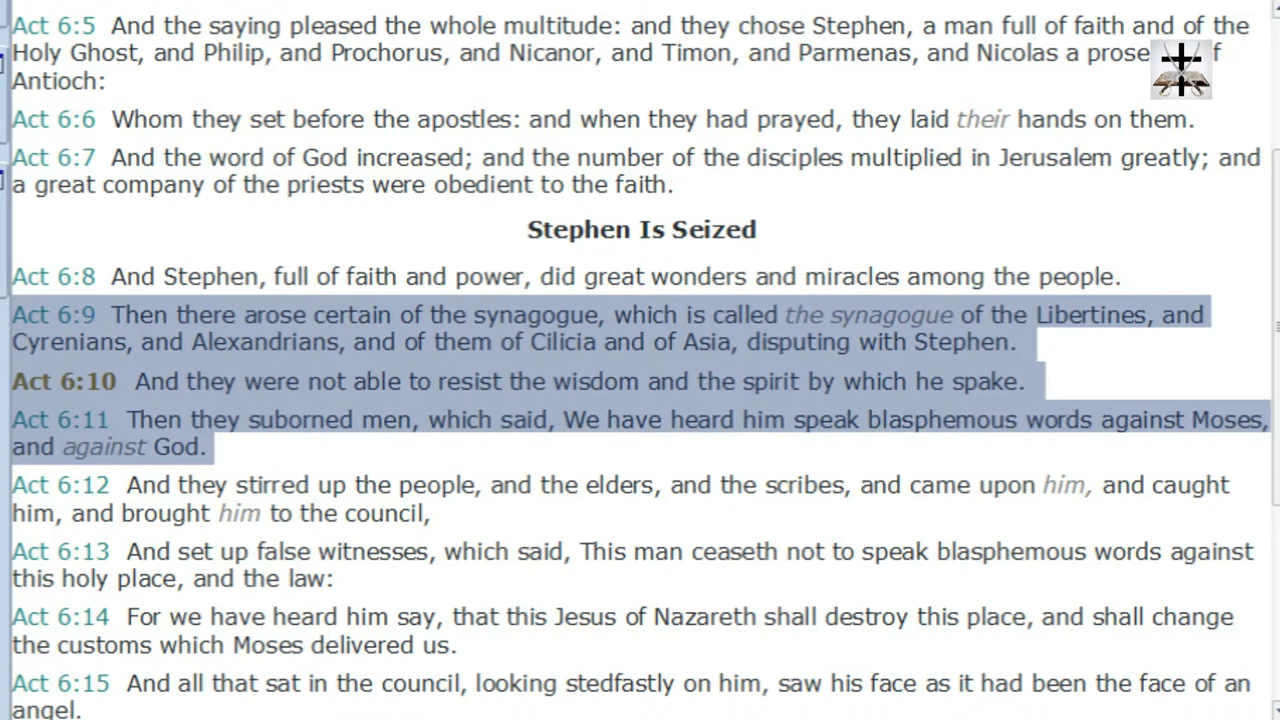 Act 6:5 And the saying pleased the whole multitude: and they chose Stephen, a man full of faith and of the
Holy Ghost, and Philip, and Prochorus, and Nicanor, and Timon, and Parmenas, and Nicolas a prose f
Antioch:
Act 6:6 Whom they set before the apostles: and when they had prayed, they laid their hands on them.
Act 6:7 And the word of God increased; and the number of the disciples multiplied in Jerusalem greatly; and
a great company of the priests were obedient to the faith.
Stephen Is Seized
Act 6:8 And Stephen, full of faith and power, did great wonders and miracles among the people.
Act 6:9 Then there arose certain of the synagogue, which is called the synagogue of the Libertines, and
Cyrenians, and Alexandrians, and of them of Cilicia and of Asia, disputing with Stephen.
Act 6:10 And they were not able to resist the wisdom and the spirit by which he spake.
Act 6:11 Then they suborned men, which said, We have heard him speak blasphemous words against Moses,
and against God.
Act 6:12 And they stirred up the people, and the elders, and the scribes, and came upon him, and caught
him, and brought him to the council,
Act 6:13 And set up false witnesses, which said, This man ceaseth not to speak blasphemous words against
this holy place, and the law:
Act 6:14 For we have heard him say, that this Jesus of Nazareth shall destroy this place, and shall change
the customs which Moses delivered us.
Act 6:15 And all that sat in the council, looking stedfastly on him, saw his face as it had been the face of an
angel.